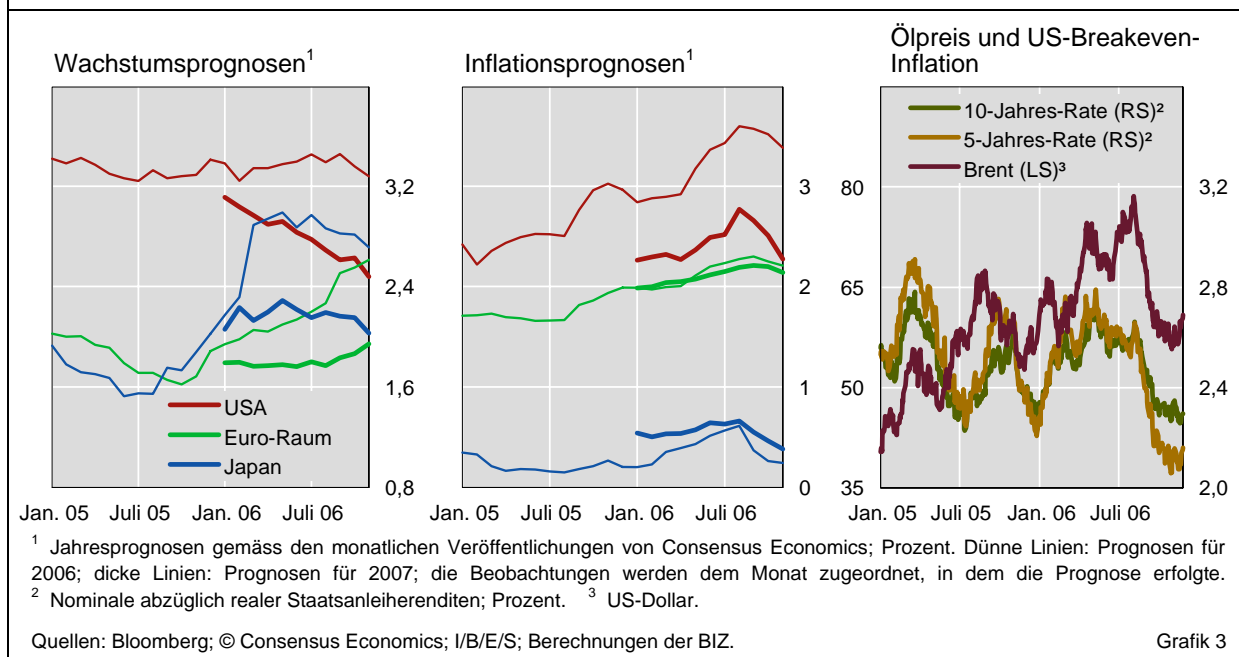 Wachstumsprognosen¹
3,2
2,4
1,6
0,8
USA
Euro-Raum
Japan
Jan. 05 Juli 05 Jan. 06 Juli 06
Inflationsprognosen¹
3
2
1
0
Jan. 05 Juli 05 Jan. 06 Juli 06
Ölpreis und US-Breakeven-
Inflation
10-Jahres-Rate (RS)²
5-Jahres-Rate (RS)²
Brent (LS)³
80
65
50
35
3,2
2,8
2,4
2,0
Jan. 05 Juli 05 Jan. 06 Juli 06
¹ Jahresprognosen gemäss den monatlichen Veröffentlichungen von Consensus Economics; Prozent. Dünne Linien: Prognosen für
2006; dicke Linien: Prognosen für 2007; die Beobachtungen werden dem Monat zugeordnet, in dem die Prognose erfolgte.
² Nominale abzüglich realer Staatsanleiherenditen; Prozent. ³ US-Dollar.
Quellen: Bloomberg; © Consensus Economics; I/B/E/S; Berechnungen der BIZ. Grafik 3